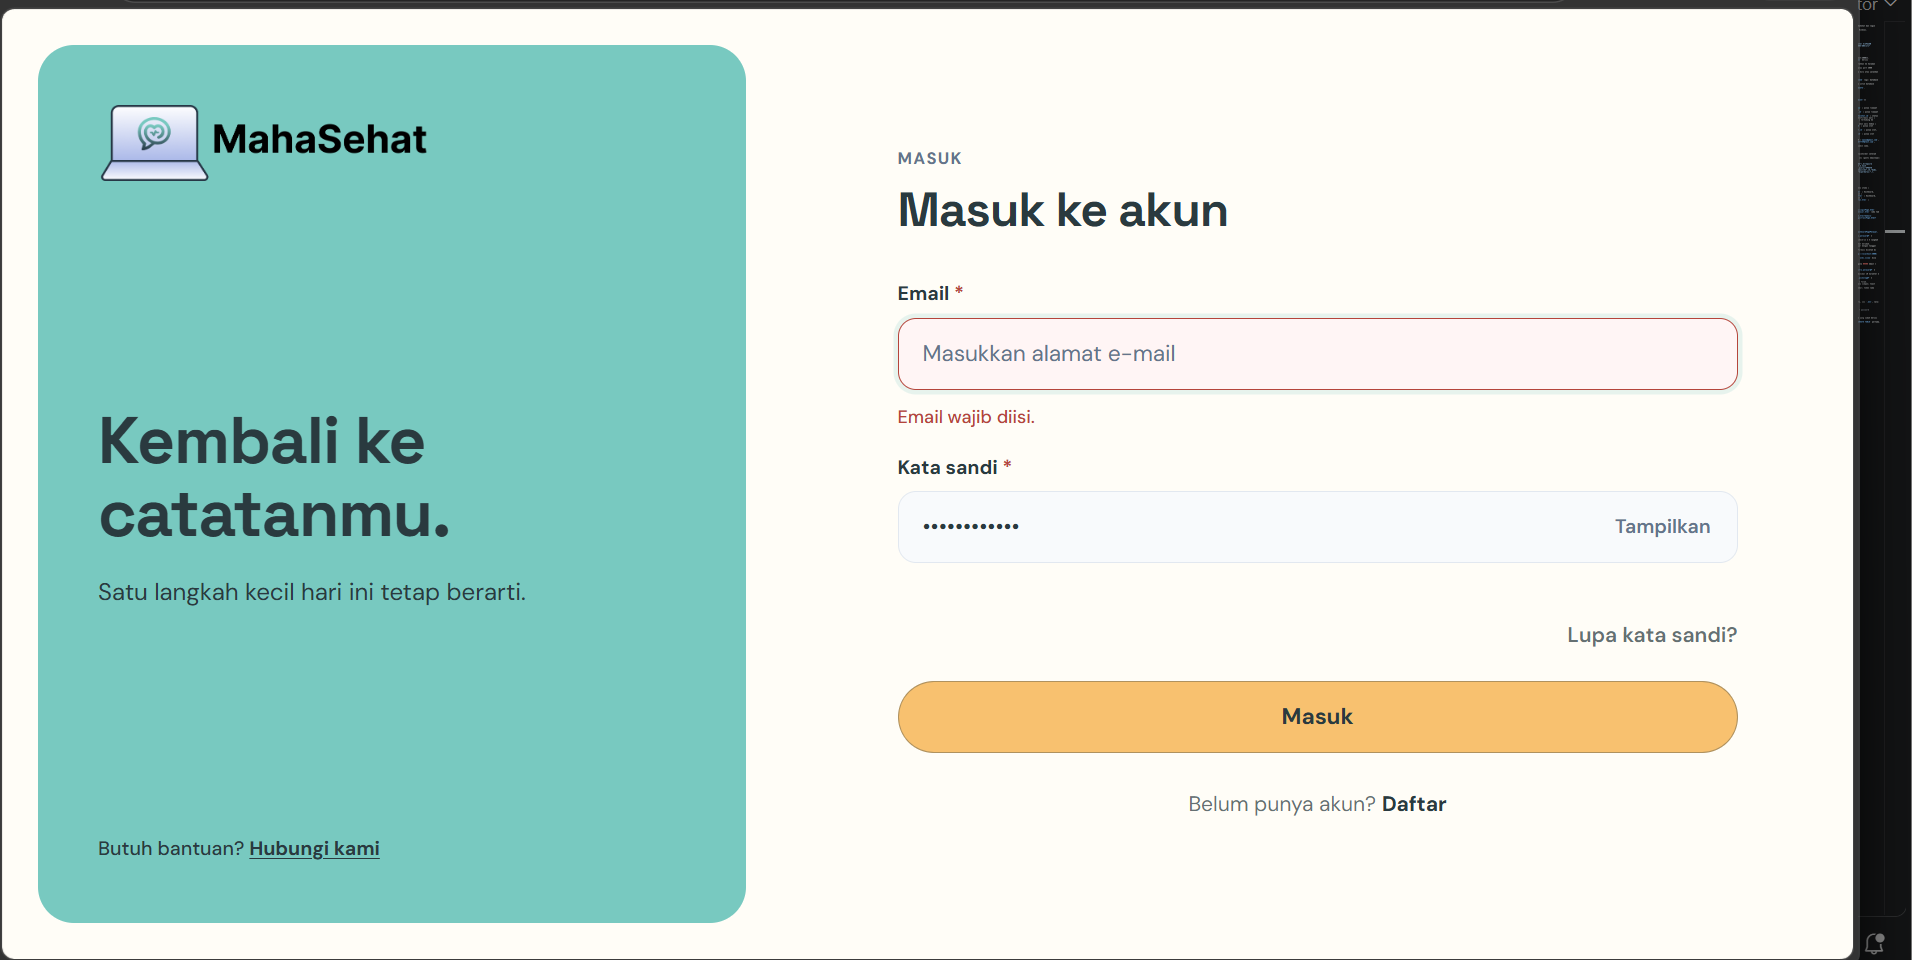 MahaSehat
Kembali ke
catatanmu.
Satu langkah kecil hari ini tetap berarti.
Butuh bantuan? Hubungi kami
MASUK
Masuk ke akun
Email *
Masukkan alamat e-mail
Email wajib diisi.
Kata sandi *
••••••••••••
Tampilkan
Lupa kata sandi?
Masuk
Belum punya akun? Daftar